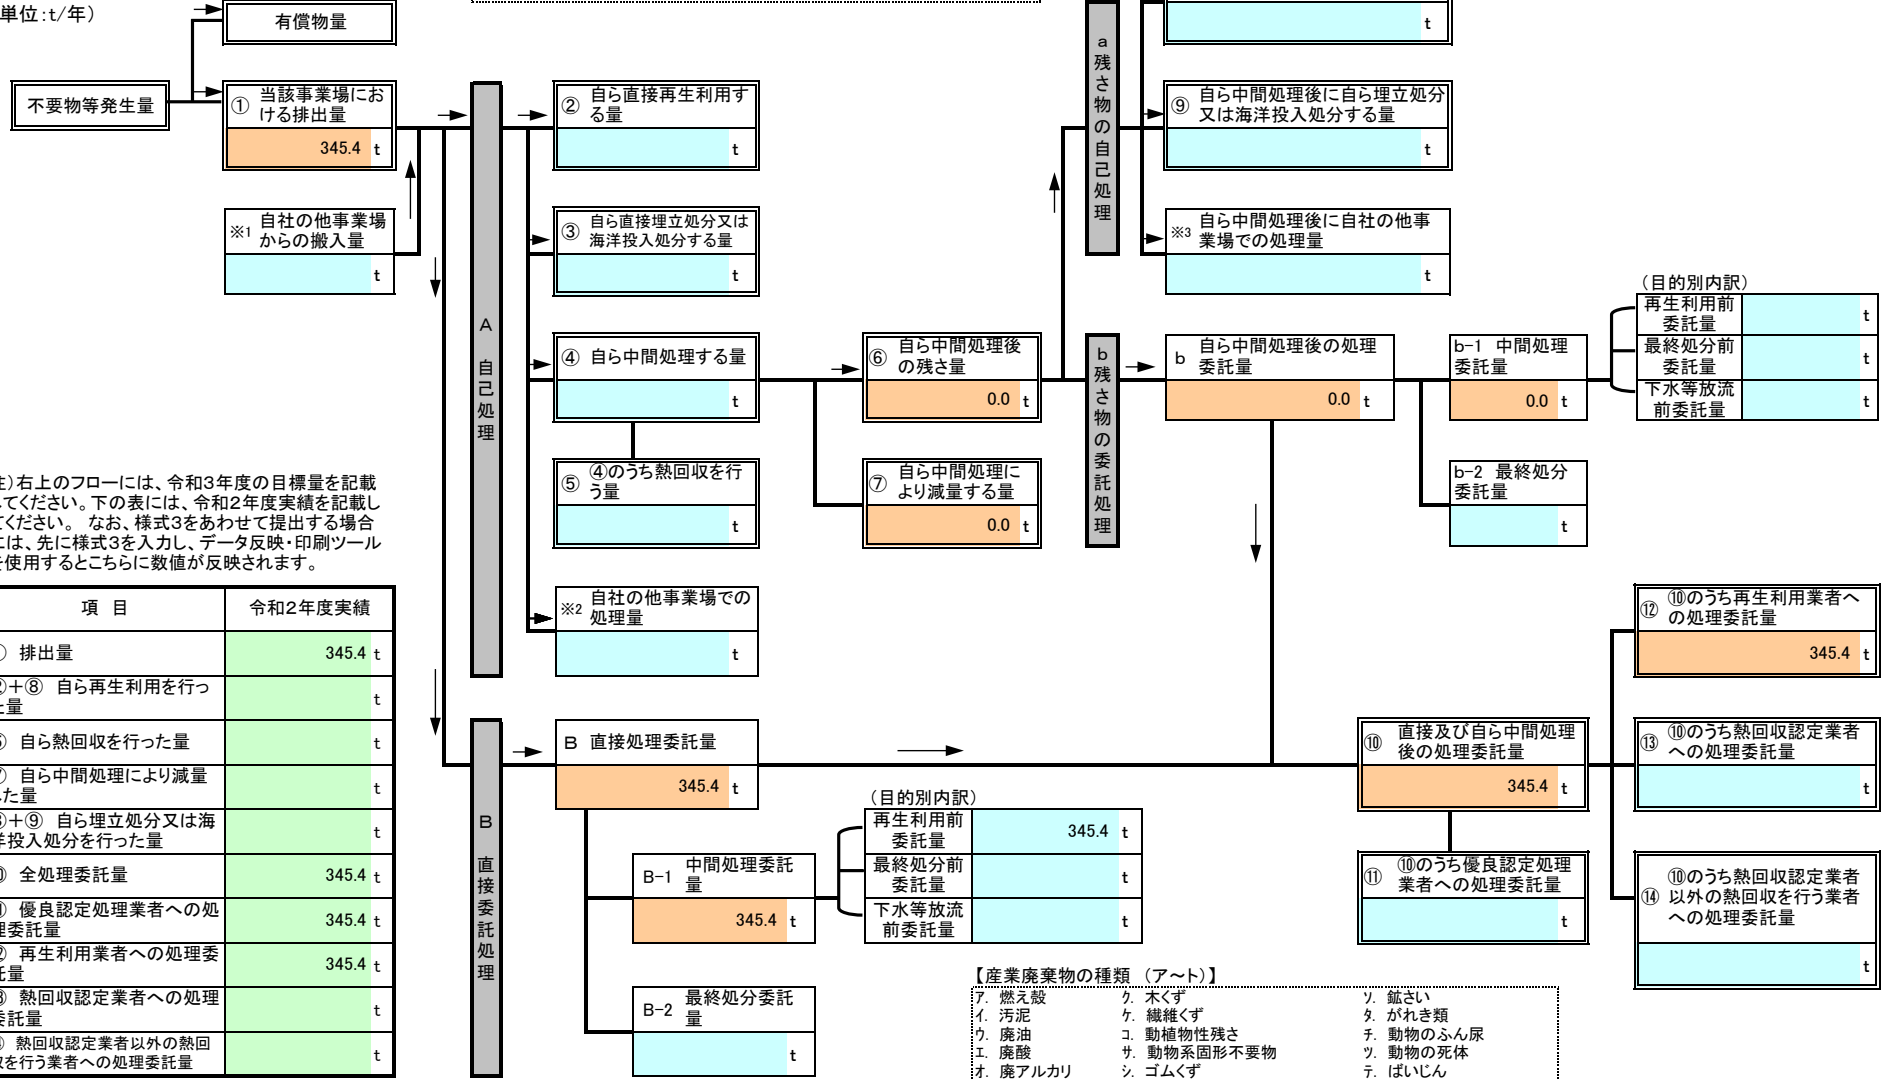 単位:t/年)
有償物量
不要物等発生量
① 当該事業場にお
ける排出量
345.4 t
※1 自社の他事業場
からの搬入量
t
A 自己処理
② 自ら直接再生利用す
る量
t
③ 自ら直接埋立処分又は
海洋投入処分する量
t
④ 自ら中間処理する量
t
⑤ ④のうち熱回収を行
う量
t
※2 自社の他事業場での
処理量
t
⑥ 自ら中間処理後
の残さ量
0.0 t
⑦ 自ら中間処理に
より減量する量
0.0 t
a 残さ物の自己処理
t
⑨ 自ら中間処理後に自ら埋立処分
又は海洋投入処分する量
t
※3 自ら中間処理後に自社の他事
業場での処理量
t
b 残さ物の委託処理
b 自ら中間処理後の処理
委託量
0.0 t
b-1 中間処理
委託量
0.0 t
(目的別内訳)
再生利用前
委託量
t
最終処分前
委託量
t
下水等放流
前委託量
t
b-2 最終処分
委託量
t
注)右上のフローには、令和3年度の目標量を記載
してください。下の表には、令和2年度実績を記載し
てください。 なお、様式3をあわせて提出する場合
には、先に様式3を入力し、データ反映・印刷ツール
を使用するとこちらに数値が反映されます。
項 目 令和2年度実績
① 排出量 345.4 t
②+⑧ 自ら再生利用を行っ
た量 t
⑤ 自ら熱回収を行った量 t
⑦ 自ら中間処理により減量
した量 t
③+⑨ 自ら埋立処分又は海
洋投入処分を行った量 t
⑩ 全処理委託量 345.4 t
⑪ 優良認定処理業者への処
理委託量 345.4 t
⑫ 再生利用業者への処理委
託量 345.4 t
⑬ 熱回収認定業者への処理
委託量 t
⑭ 熱回収認定業者以外の熱回
収を行う業者への処理委託量 t
B 直接委託処理
B 直接処理委託量
345.4 t
B-1 中間処理委託
量
345.4 t
(目的別内訳)
再生利用前
委託量
345.4 t
最終処分前
委託量
t
下水等放流
前委託量
t
B-2 最終処分委託
量
t
⑩ 直接及び自ら中間処理
後の処理委託量
345.4 t
⑪ ⑩のうち優良認定処理
業者への処理委託量
t
⑫ ⑩のうち再生利用業者へ
の処理委託量
345.4 t
⑬ ⑩のうち熱回収認定業者
への処理委託量
t
⑭ ⑩のうち熱回収認定業者
以外の熱回収を行う業者
への処理委託量
t
【産業廃棄物の種類 (ア~ト)】
ア. 燃え殻 ク. 木くず ソ. 鉱さい
イ. 汚泥 ケ. 繊維くず タ. がれき類
ウ. 廃油 コ. 動植物性残さ チ. 動物のふん尿
エ. 廃酸 サ. 動物系固形不要物 ツ. 動物の死体
オ. 廃アルカリ シ. ゴムくず テ. ばいじん